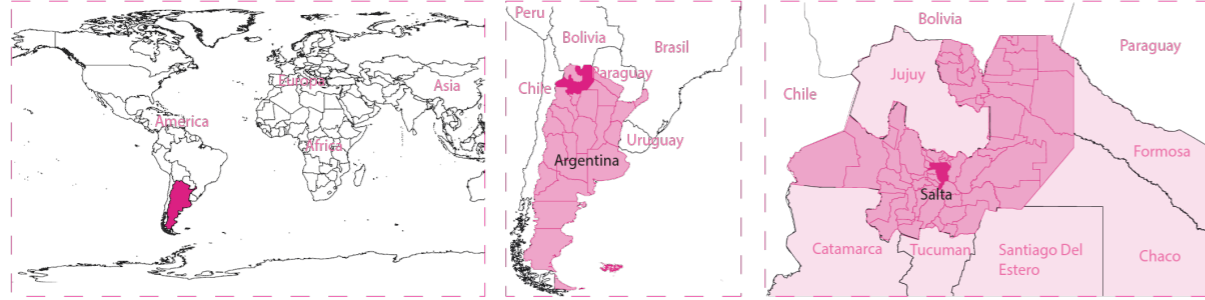 Europe
Asia
América
Africa
Peru
Bolivia
Brasil
Paraguay
Chile
Uruguay
Argentina
Bolivia
Paraguay
Jujuy
Chile
Formosa
Salta
Catamarca
Tucuman
Santiago Del
Estero
Chaco